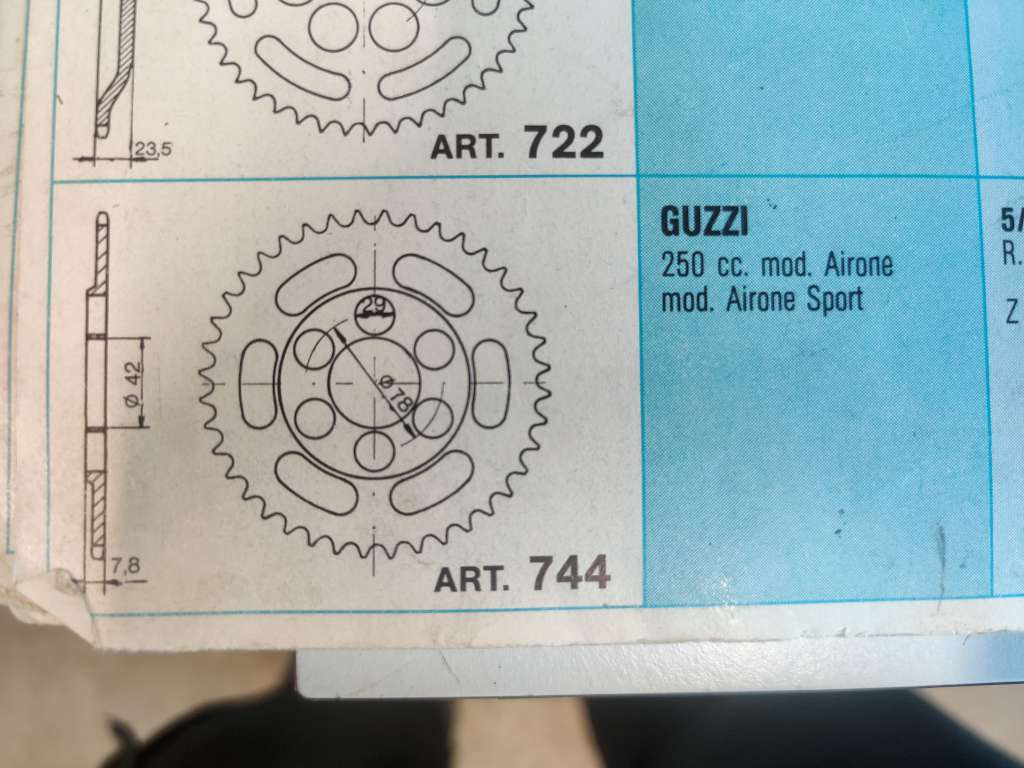 23,5
ART. 722
GUZZI
250 cc. mod. Airone
mod. Airone Sport
5/
R.
Z
29
ø 42
ø 78
7,8
ART. 744